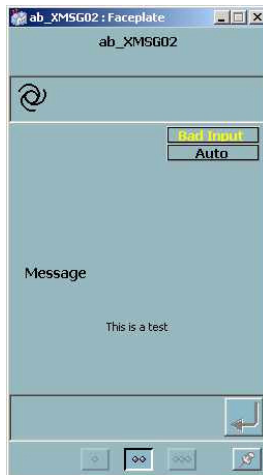 ab_XMSG02 : Faceplate
ab_XMSG02
Bad Input
Auto
Message
This is a test